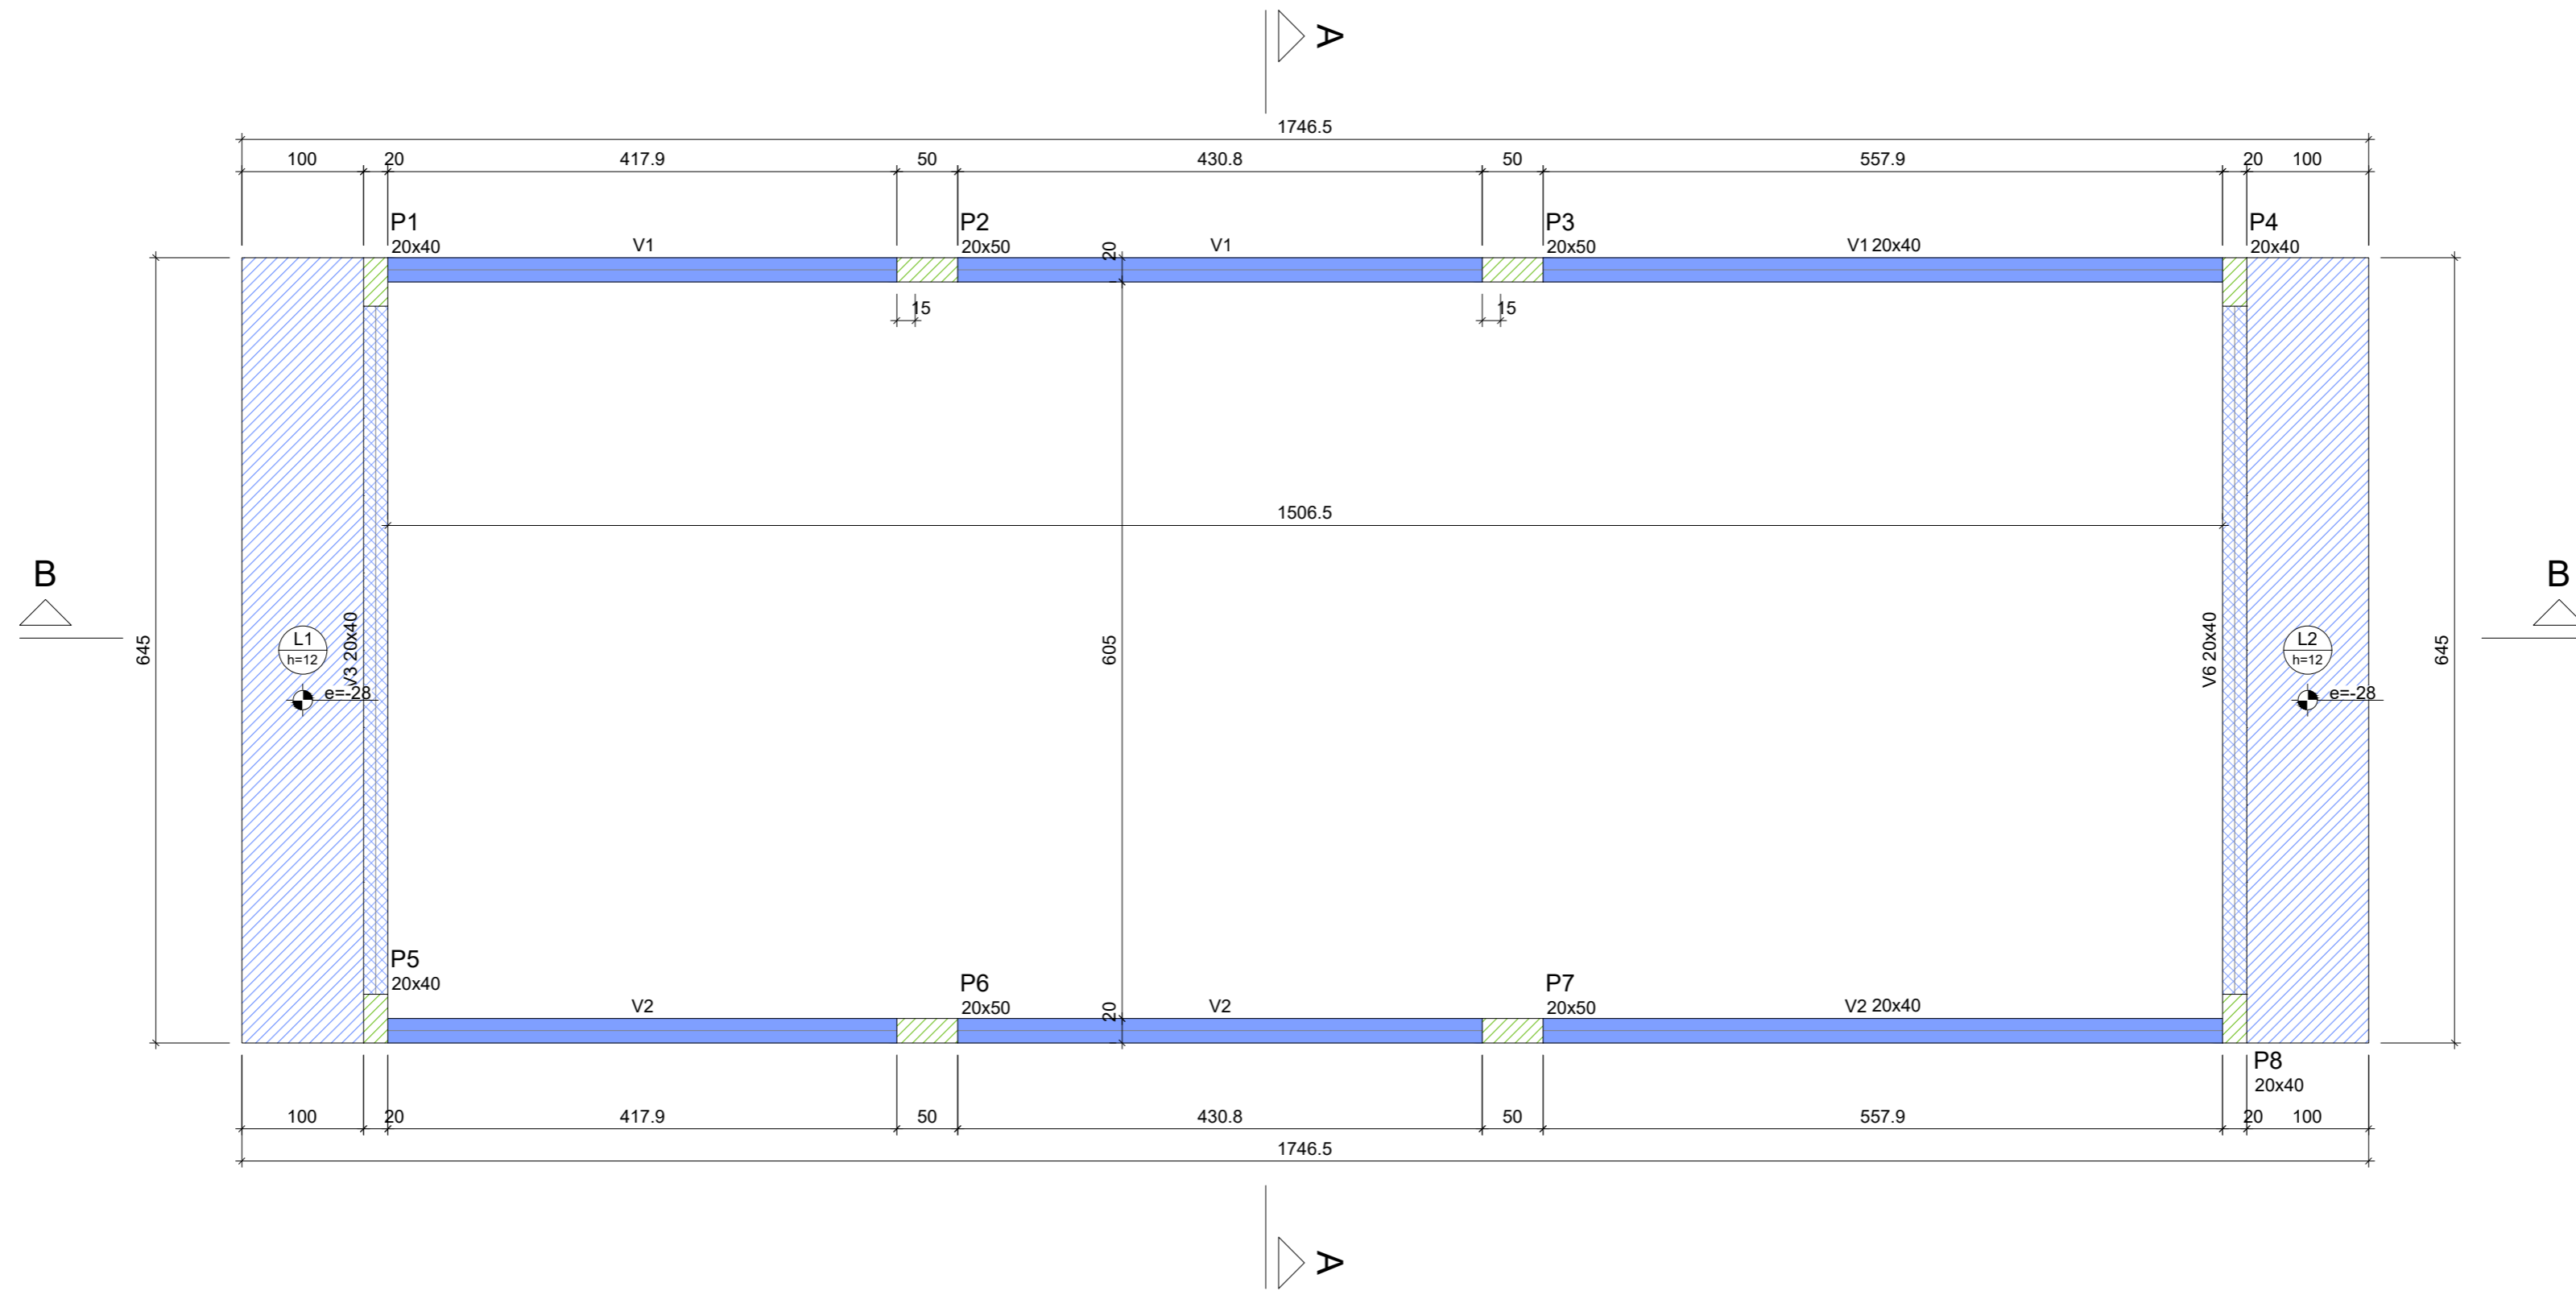 A
1746.5
100 20 417.9 50 430.8 50 557.9 20 100
P1 P2 P3 P4
20x40 V1 20x50 20 V1 20x50 V1 20x40 20x40
15 15
1506.5
B B
645 L1 h=12 V3 20x40 605 V6 20x40 L2 h=12 645
e=-28 e=-28
P5
20x40
P6 P7
V2 20x50 20 V2 20x50 V2 20x40
P8
20x40
100 20 417.9 50 430.8 50 557.9 20 100
1746.5
A